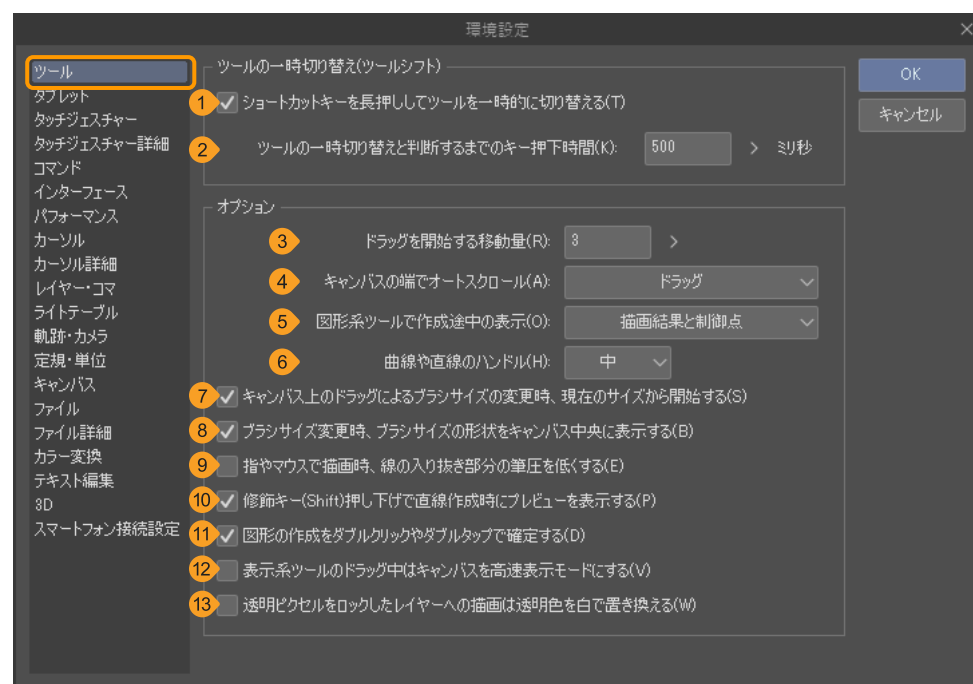 環境設定
ツール
タブレット
タッチジェスチャー
タッチジェスチャー詳細
コマンド
インターフェース
パフォーマンス
カーソル
カーソル詳細
レイヤー・コマ
ライトテーブル
軌跡・カメラ
定規・単位
キャンバス
ファイル
ファイル詳細
カラー変換
テキスト編集
3D
スマートフォン接続設定
ツールの一時切り替え(ツールシフト)
1 ショートカットキーを長押ししてツールを一時的に切り替える(T)
2 ツールの一時切り替えと判断するまでのキー押下時間(K): 500 > ミリ秒
オプション
3 ドラッグを開始する移動量(R): 3 >
4 キャンバスの端でオートスクロール(A): ドラッグ
5 図形系ツールで作成途中の表示(O): 描画結果と制御点
6 曲線や直線のハンドル(H): 中
7 キャンバス上のドラッグによるブラシサイズの変更時、現在のサイズから開始する(S)
8 ブラシサイズ変更時、ブラシサイズの形状をキャンバス中央に表示する(B)
9 指やマウスで描画時、線の入り抜き部分の筆圧を低くする(E)
10 修飾キー(Shift)押し下げで直線作成時にプレビューを表示する(P)
11 図形の作成をダブルクリックやダブルタップで確定する(D)
12 表示系ツールのドラッグ中はキャンバスを高速表示モードにする(V)
13 透明ピクセルをロックしたレイヤーへの描画は透明色を白で置き換える(W)
OK
キャンセル